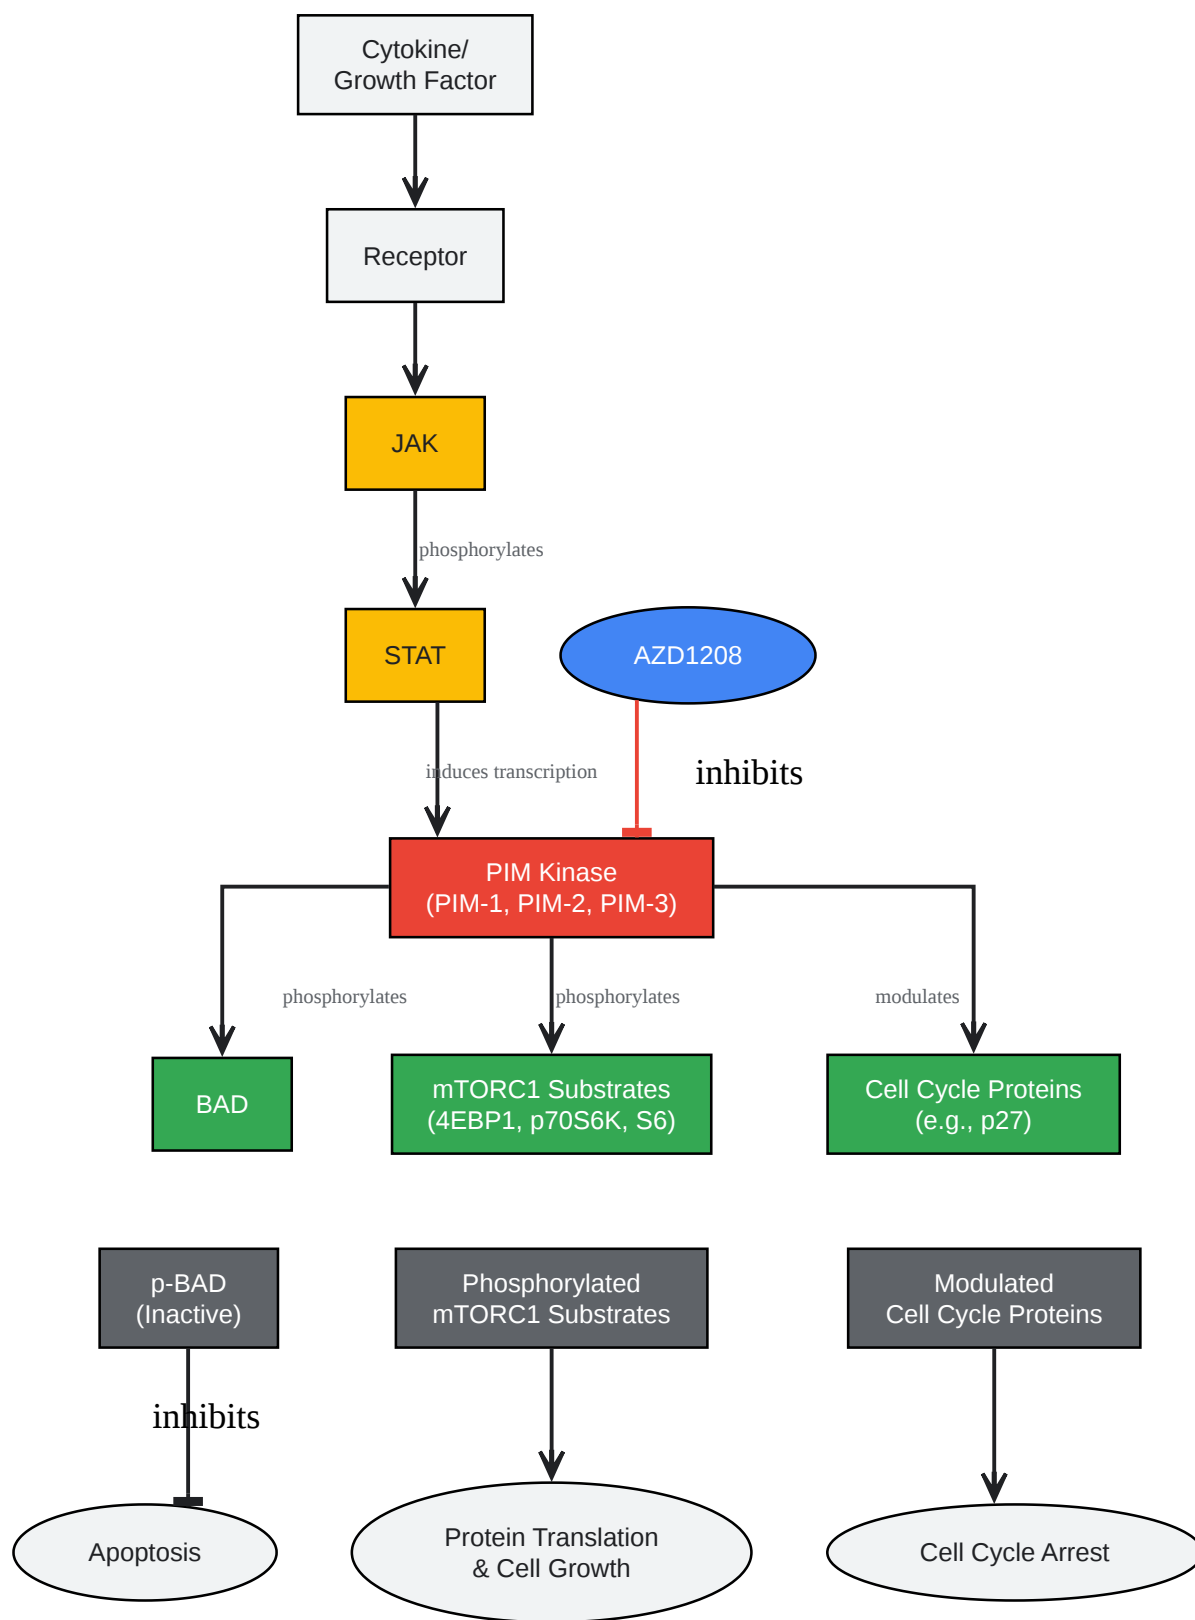 Cytokine/
Growth Factor
Receptor
JAK
phosphorylates
STAT
AZD1208
induces transcription
inhibits
PIM Kinase
(PIM-1, PIM-2, PIM-3)
phosphorylates
phosphorylates
modulates
BAD
mTORC1 Substrates
(4EBP1, p70S6K, S6)
Cell Cycle Proteins
(e.g., p27)
p-BAD
(Inactive)
Phosphorylated
mTORC1 Substrates
Modulated
Cell Cycle Proteins
inhibits
Apoptosis
Protein Translation
& Cell Growth
Cell Cycle Arrest